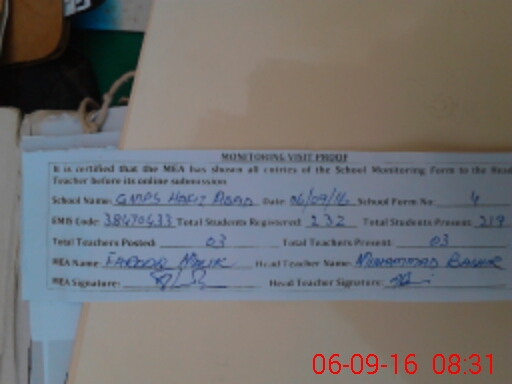 MONITORING VISIT PROOF
It is certified that the MEA has shown all entries of the School Monitoring Form to the Head
Teacher before its online submission
School Name: GMPS Hafiz Abad Date 06/09/16 School Form No 4
EMIS Code: 38470433 Total Students Registered: 232 Total Students Present: 219
Total Teachers Posted: 03 Total Teachers Present: 03
MEA Name: Malik Head Teacher Name: Muhammad Bashir
MEA Signature: Head Teacher Signature:
06-09-16 08:31